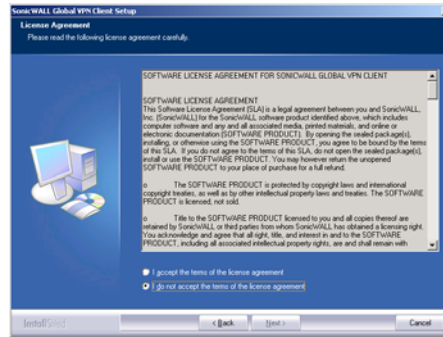 SonicWALL Global VPN Client Setup
License Agreement
Please read the following license agreement carefully.
SOFTWARE LICENSE AGREEMENT FOR SONICWALL GLOBAL VPN CLIENT
SOFTWARE LICENSE AGREEMENT
This Software License Agreement (SLA) is a legal agreement between you and SonicWALL,
Inc. (SonicWALL) for the SonicWALL software product identified above, which includes
computer software and any and all associated media, printed materials, and online or
electronic documentation (SOFTWARE PRODUCT). By opening the sealed package(s),
installing, or otherwise using the SOFTWARE PRODUCT, you agree to be bound by the terms
of this SLA. If you do not agree to the terms of this SLA, do not open the sealed package(s),
install or use the SOFTWARE PRODUCT. You may however return the unopened
SOFTWARE PRODUCT to your place of purchase for a full refund.
o The SOFTWARE PRODUCT is protected by copyright laws and international
copyright treaties, as well as by other intellectual property laws and treaties. The SOFTWARE
PRODUCT is licensed, not sold.
o Title to the SOFTWARE PRODUCT licensed to you and all copies thereof are
retained by SonicWALL or third parties from whom SonicWALL has obtained a licensing right.
You acknowledge and agree that all right, title, and interest in and to the SOFTWARE
PRODUCT, including all associated intellectual property rights, are and shall remain with
I accept the terms of the license agreement
I do not accept the terms of the license agreement
InstallShield
< Back Next > Cancel